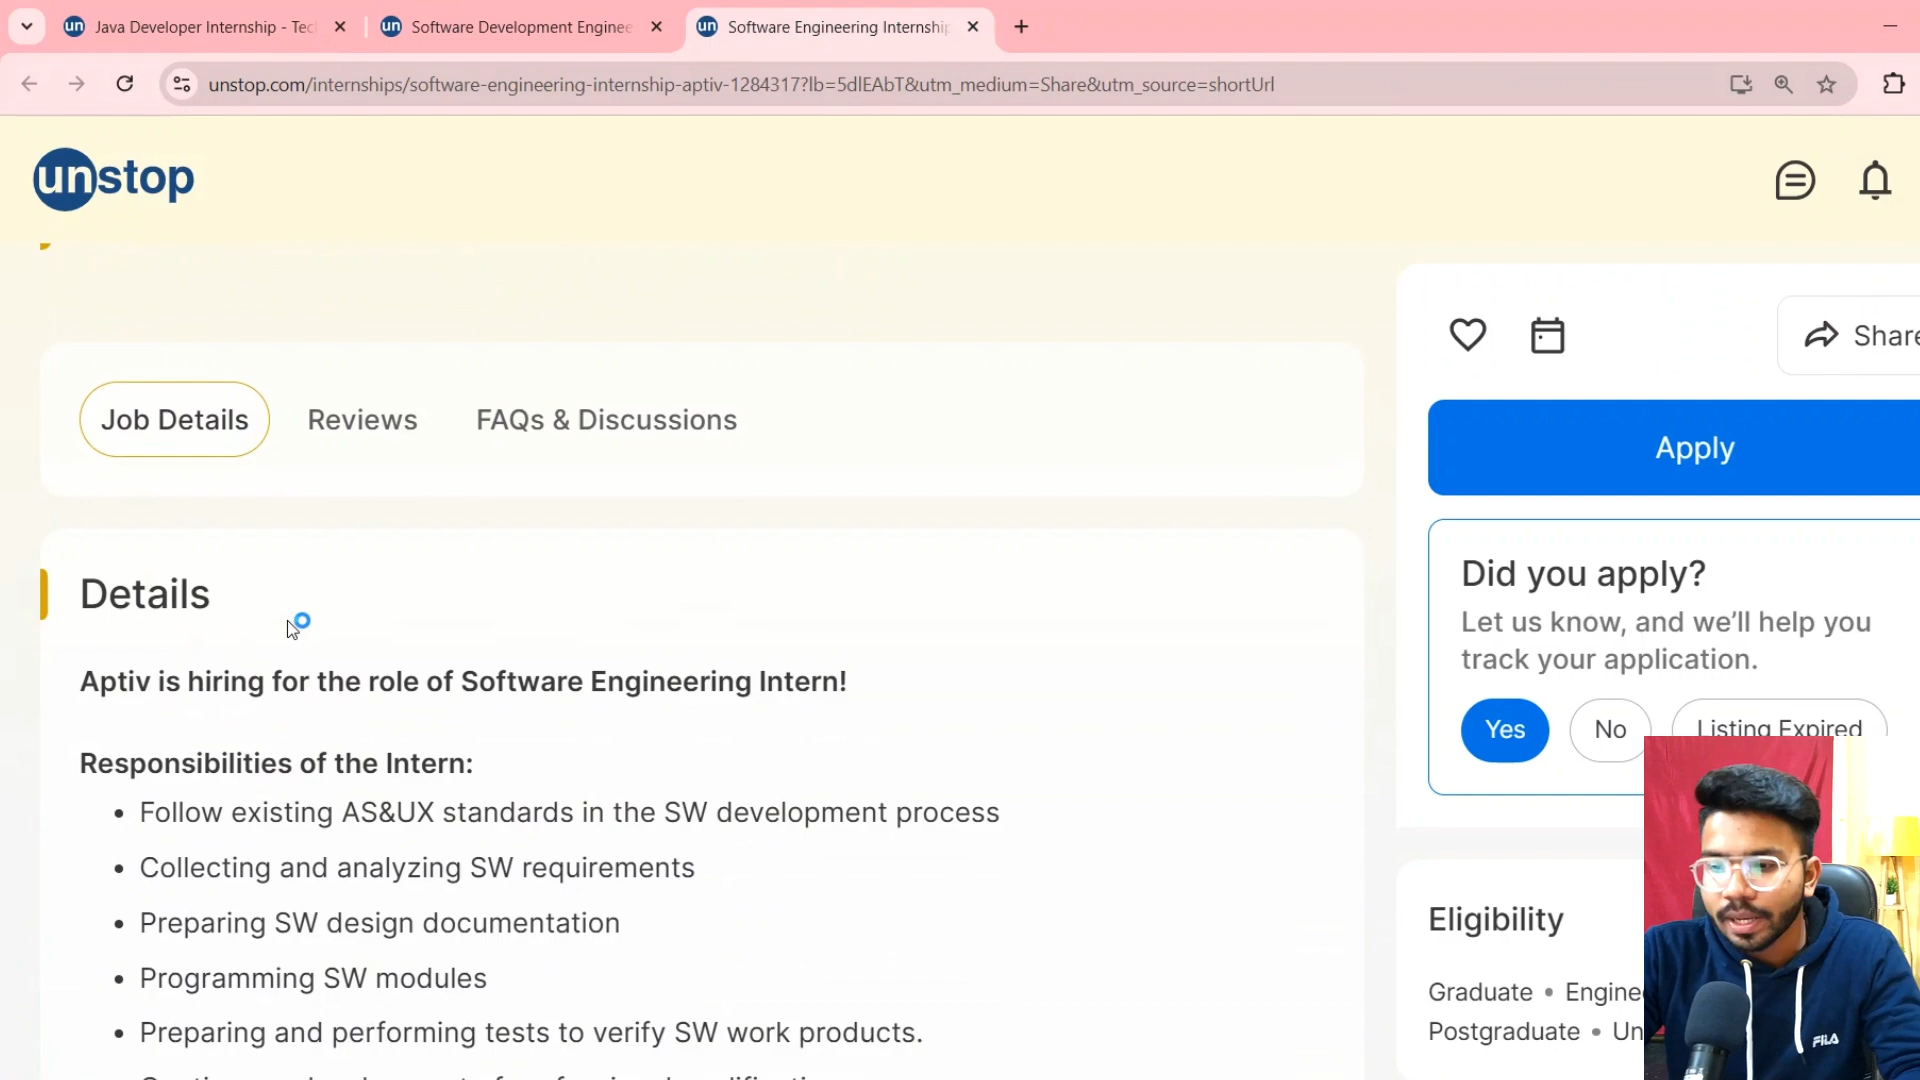 un Java Developer Internship - Tec
un Software Development Enginee
un Software Engineering Internship
unstop.com/internships/software-engineering-internship-aptiv-1284317?lb=5dlEAbT&utm_medium=Share&utm_source=shortUrl
unstop
Share
Job Details
Reviews
FAQs & Discussions
Apply
Details
Aptiv is hiring for the role of Software Engineering Intern!
Responsibilities of the Intern:
• Follow existing AS&UX standards in the SW development process
• Collecting and analyzing SW requirements
• Preparing SW design documentation
• Programming SW modules
• Preparing and performing tests to verify SW work products.
Did you apply?
Let us know, and we'll help you
track your application.
Yes
No
Listing Expired
Eligibility
Graduate • Enginee
Postgraduate • Un
FILA